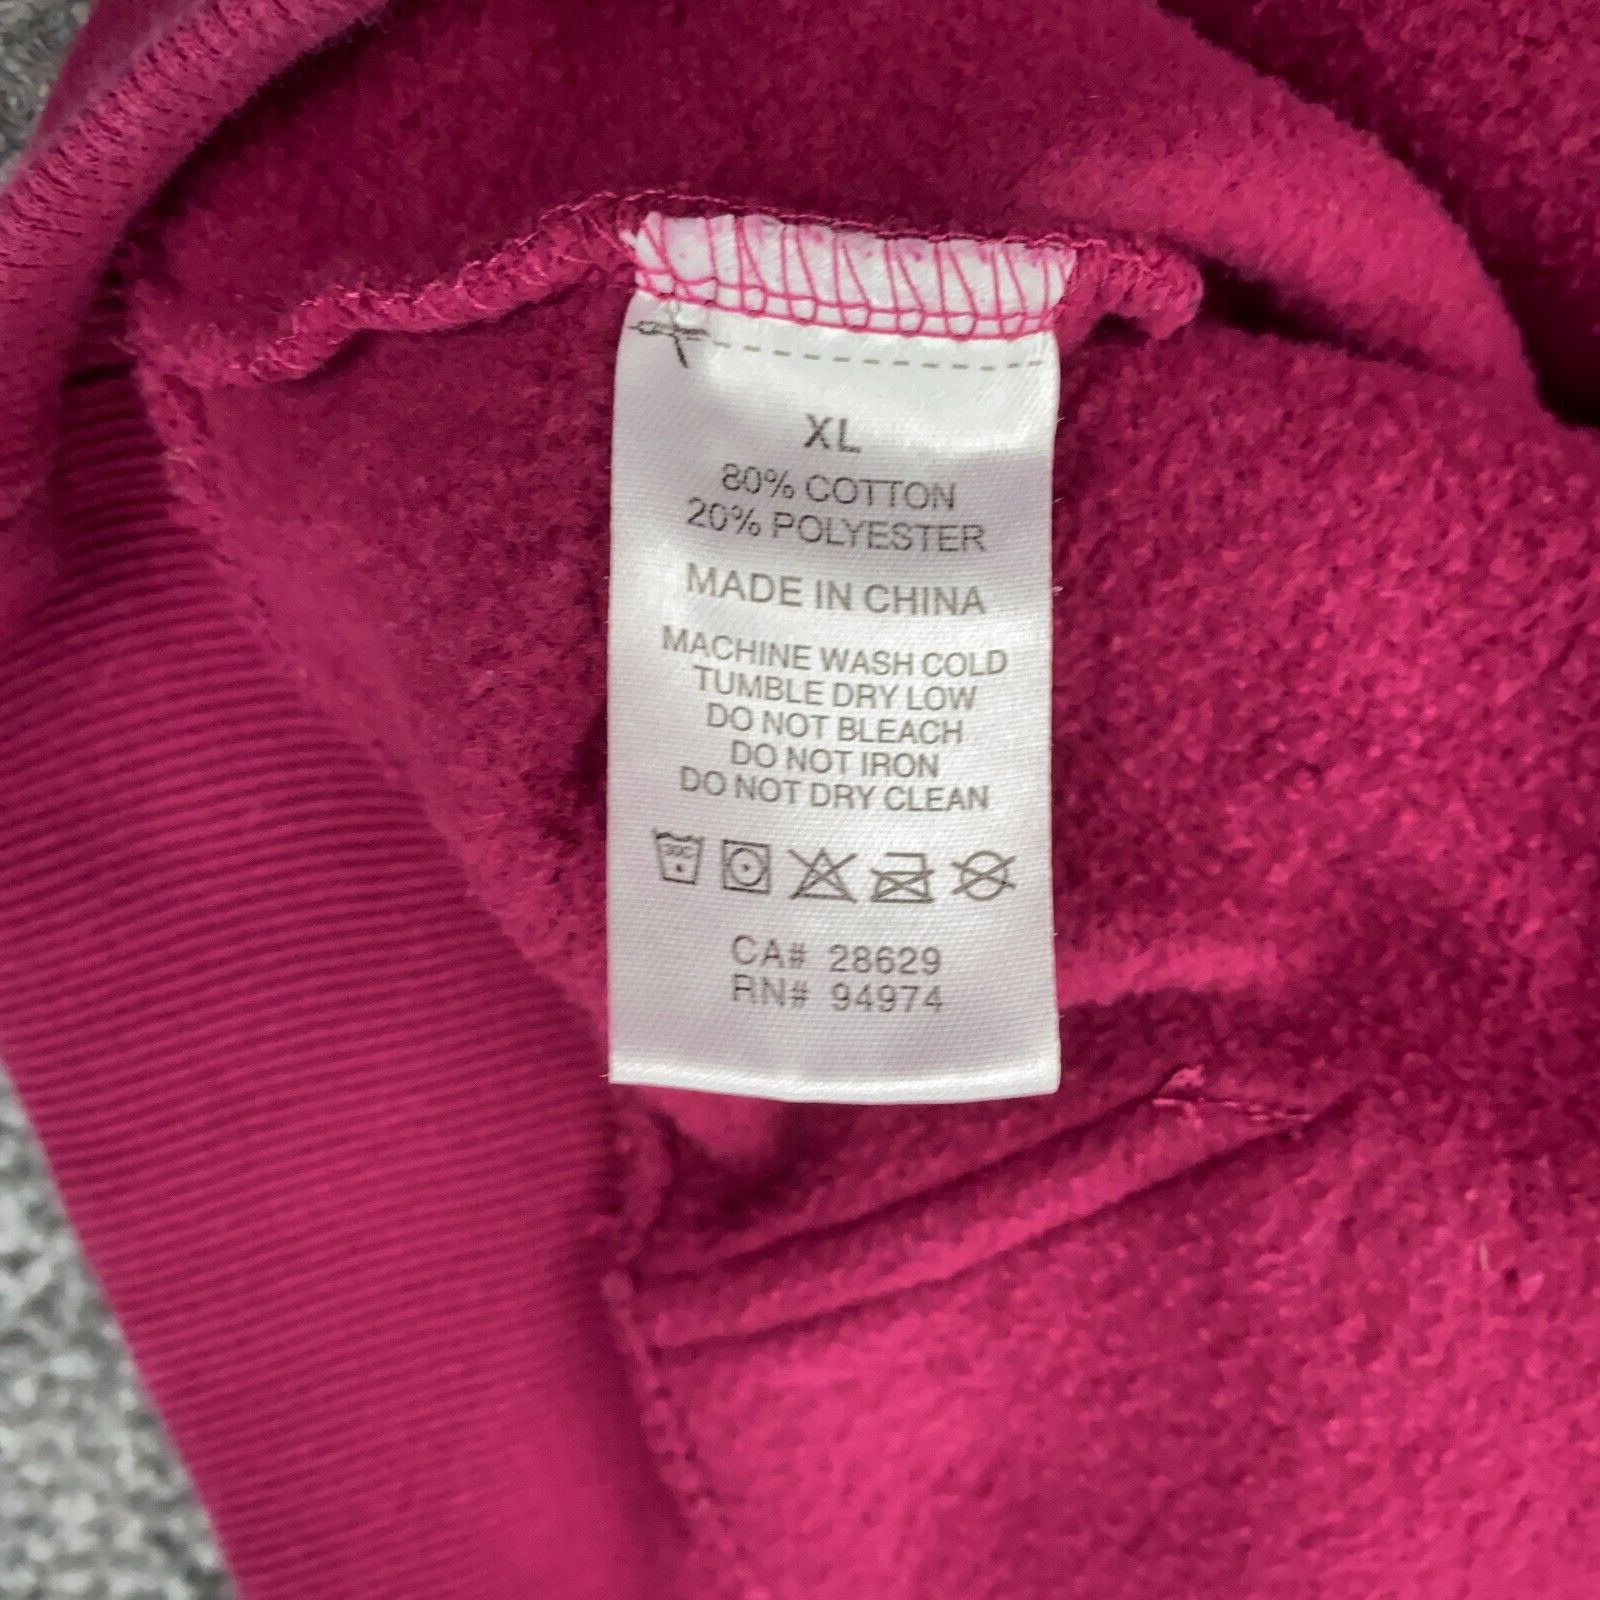 XL
80% COTTON
20% POLYESTER
MADE IN CHINA
MACHINE WASH COLD
TUMBLE DRY LOW
DO NOT BLEACH
DO NOT IRON
DO NOT DRY CLEAN
30C
CA# 28629
RN# 94974